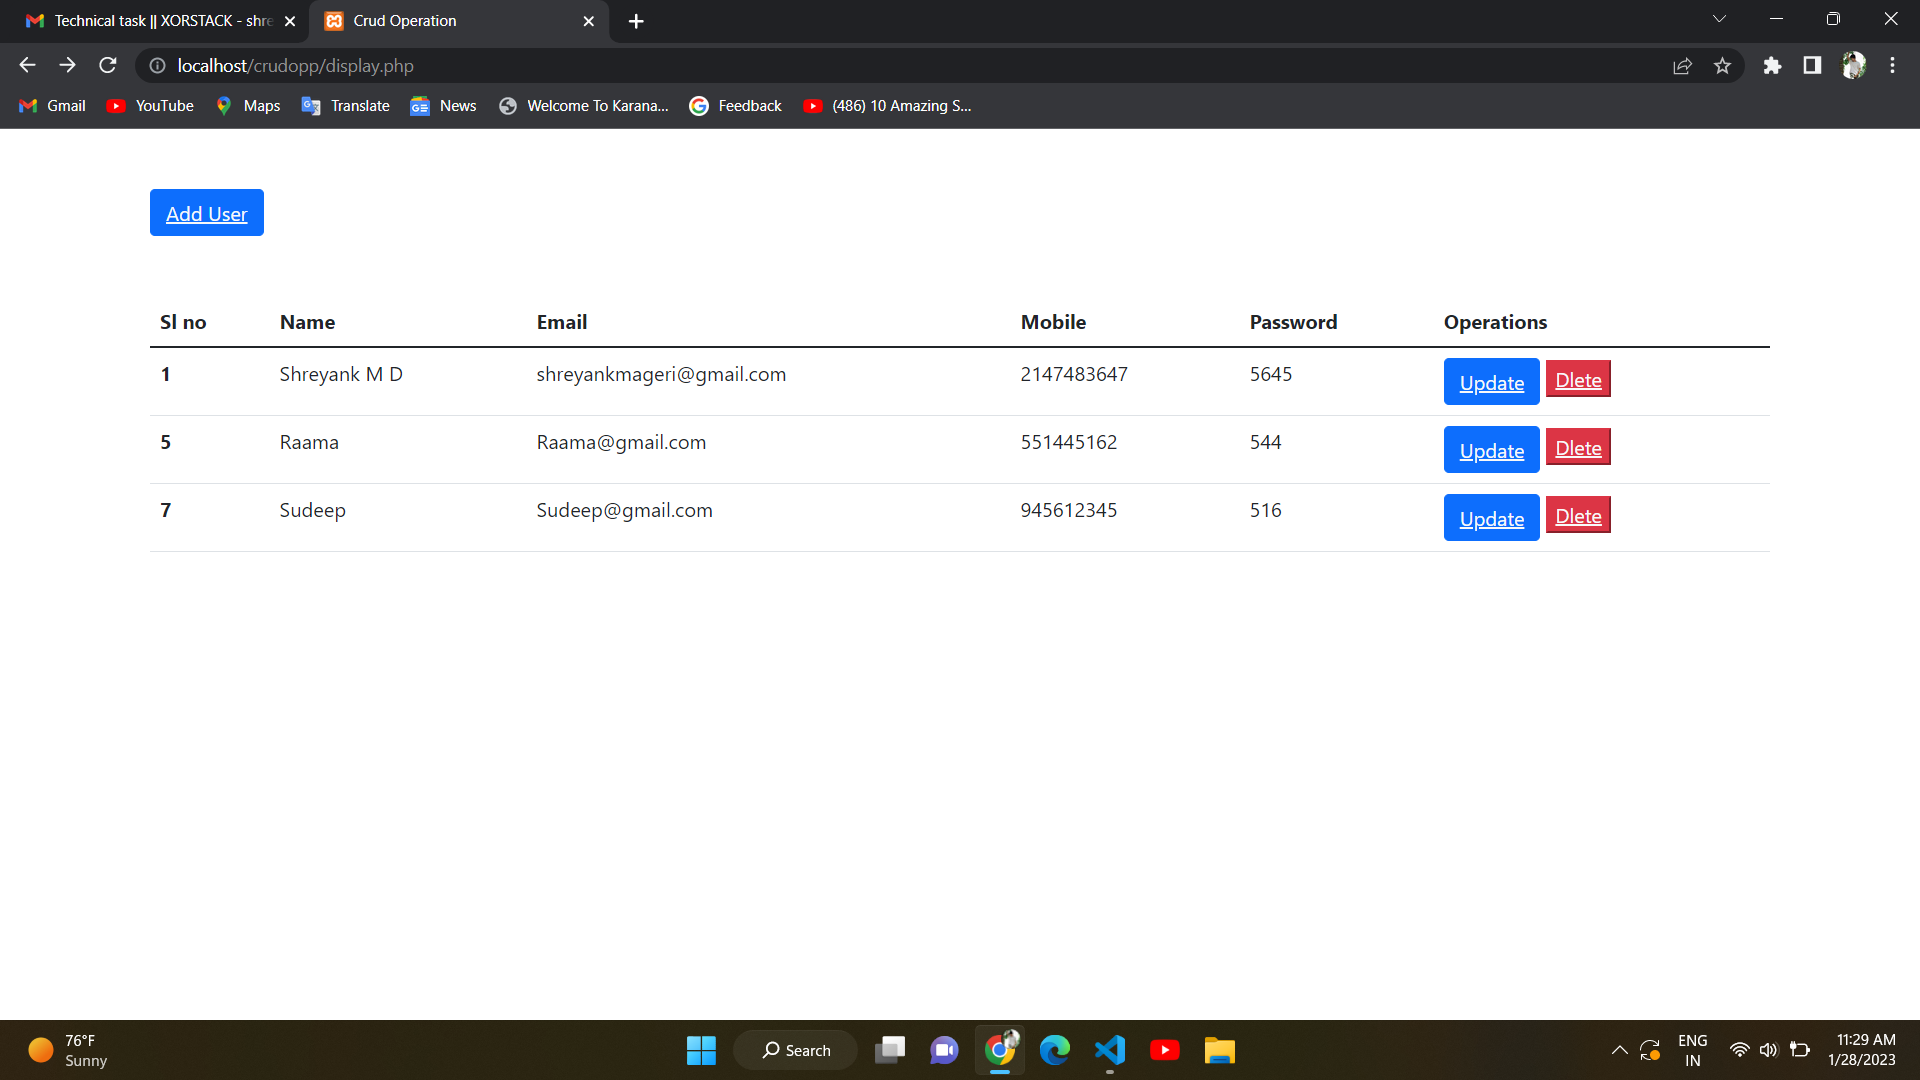 Technical task || XORSTACK - shre
Crud Operation
localhost/crudopp/display.php
Gmail YouTube Maps Translate News Welcome To Karana... Feedback (486) 10 Amazing S...
Add User
Sl no Name Email Mobile Password Operations
1 Shreyank M D shreyankmageri@gmail.com 2147483647 5645 Update Dlete
5 Raama Raama@gmail.com 551445162 544 Update Dlete
7 Sudeep Sudeep@gmail.com 945612345 516 Update Dlete
76°F
Sunny
Search
ENG
IN
11:29 AM
1/28/2023